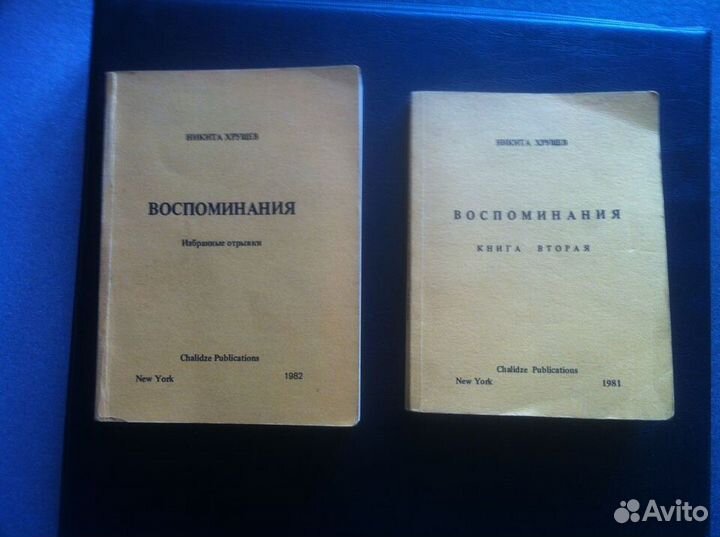 НИКИТА ХРУЩЕВ
ВОСПОМИНАНИЯ
Избранные отрывки
Chalidze Publications
New York 1982
НИКИТА ХРУЩЕВ
ВОСПОМИНАНИЯ
КНИГА ВТОРАЯ
Chalidze Publications
New York 1981
Avito